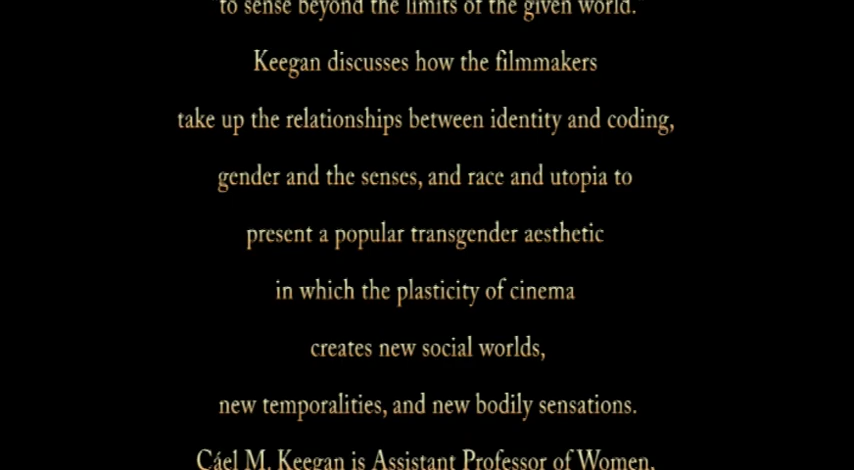 to sense beyond the limits of the given world."
Keegan discusses how the filmmakers
take up the relationships between identity and coding,
gender and the senses, and race and utopia to
present a popular transgender aesthetic
in which the plasticity of cinema
creates new social worlds,
new temporalities, and new bodily sensations.
Cáel M. Keegan is Assistant Professor of Women,